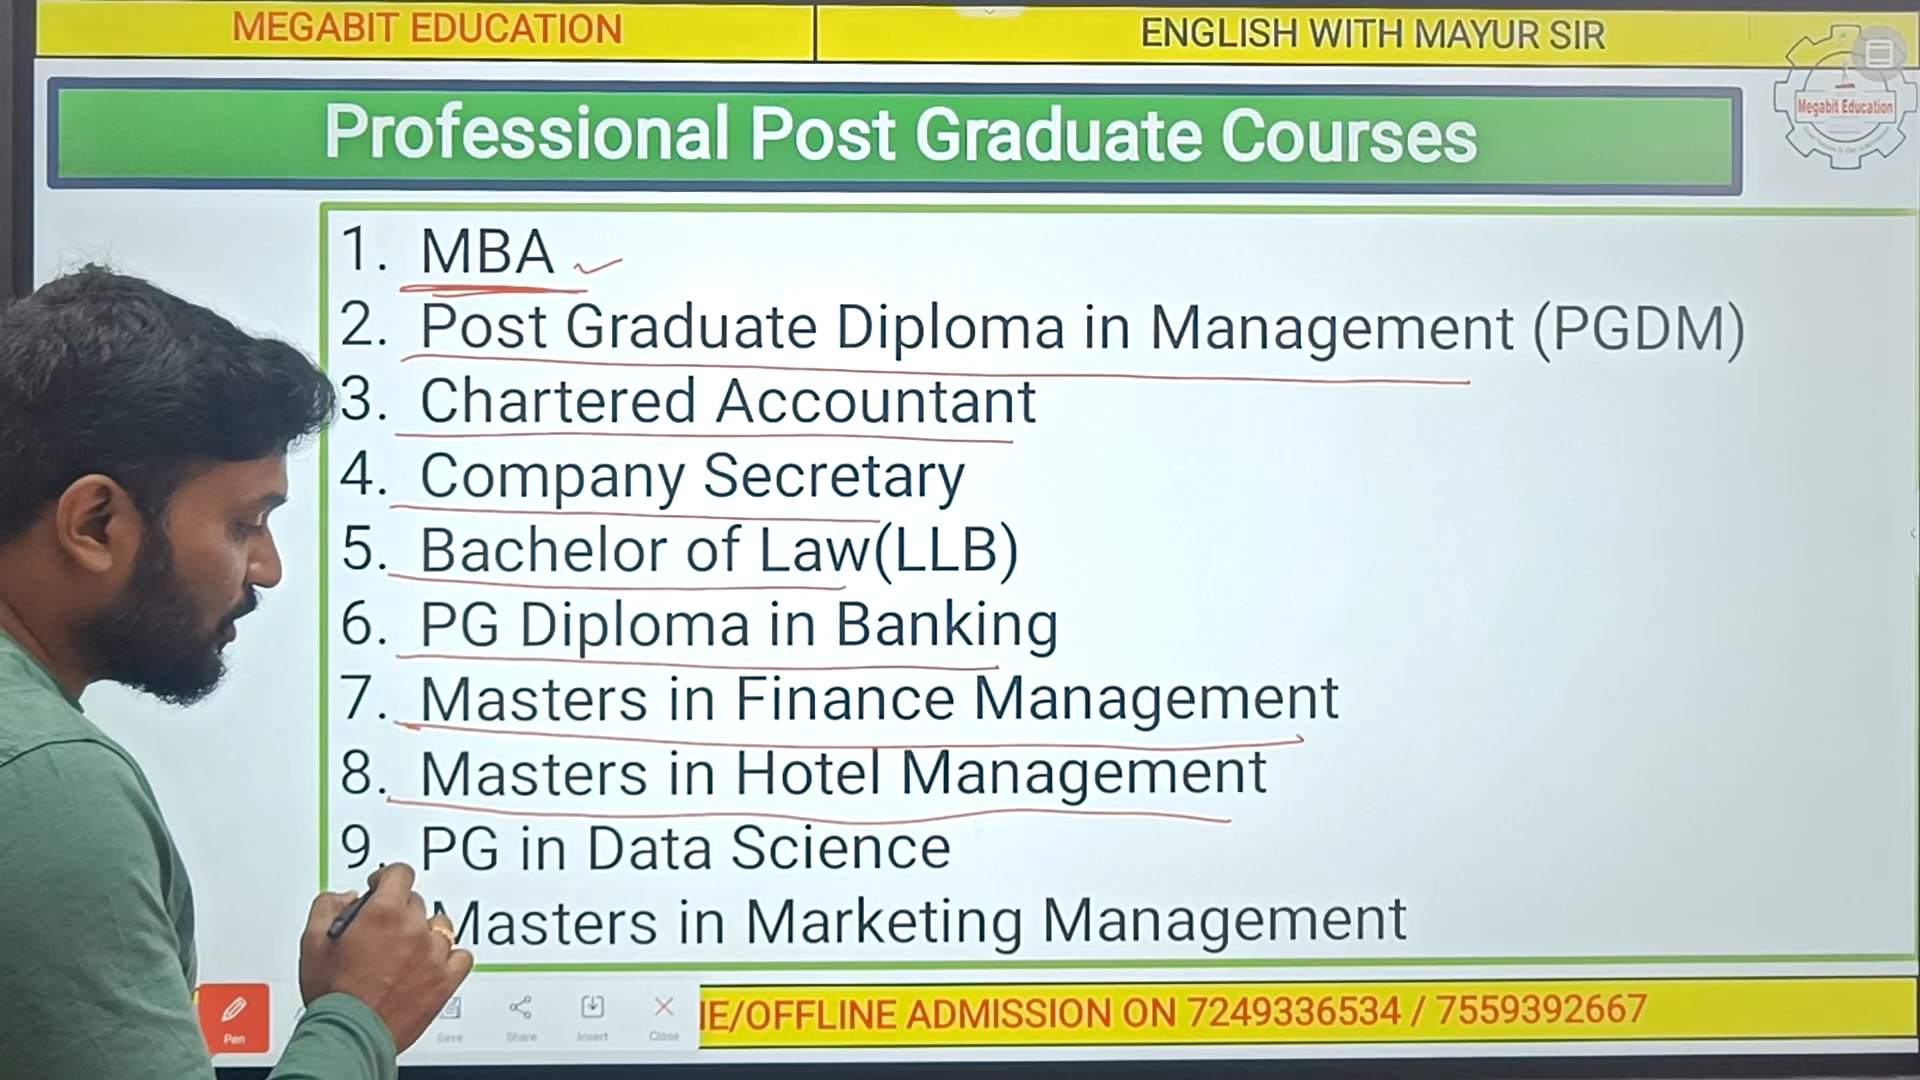 MEGABIT EDUCATION
ENGLISH WITH MAYUR SIR
Megabit Education
Professional Post Graduate Courses
1. MBA
2. Post Graduate Diploma in Management (PGDM)
3. Chartered Accountant
4. Company Secretary
5. Bachelor of Law(LLB)
6. PG Diploma in Banking
7. Masters in Finance Management
8. Masters in Hotel Management
9. PG in Data Science
Masters in Marketing Management
IE/OFFLINE ADMISSION ON 7249336534 / 7559392667
Pen
Save
Share
Insert
Close